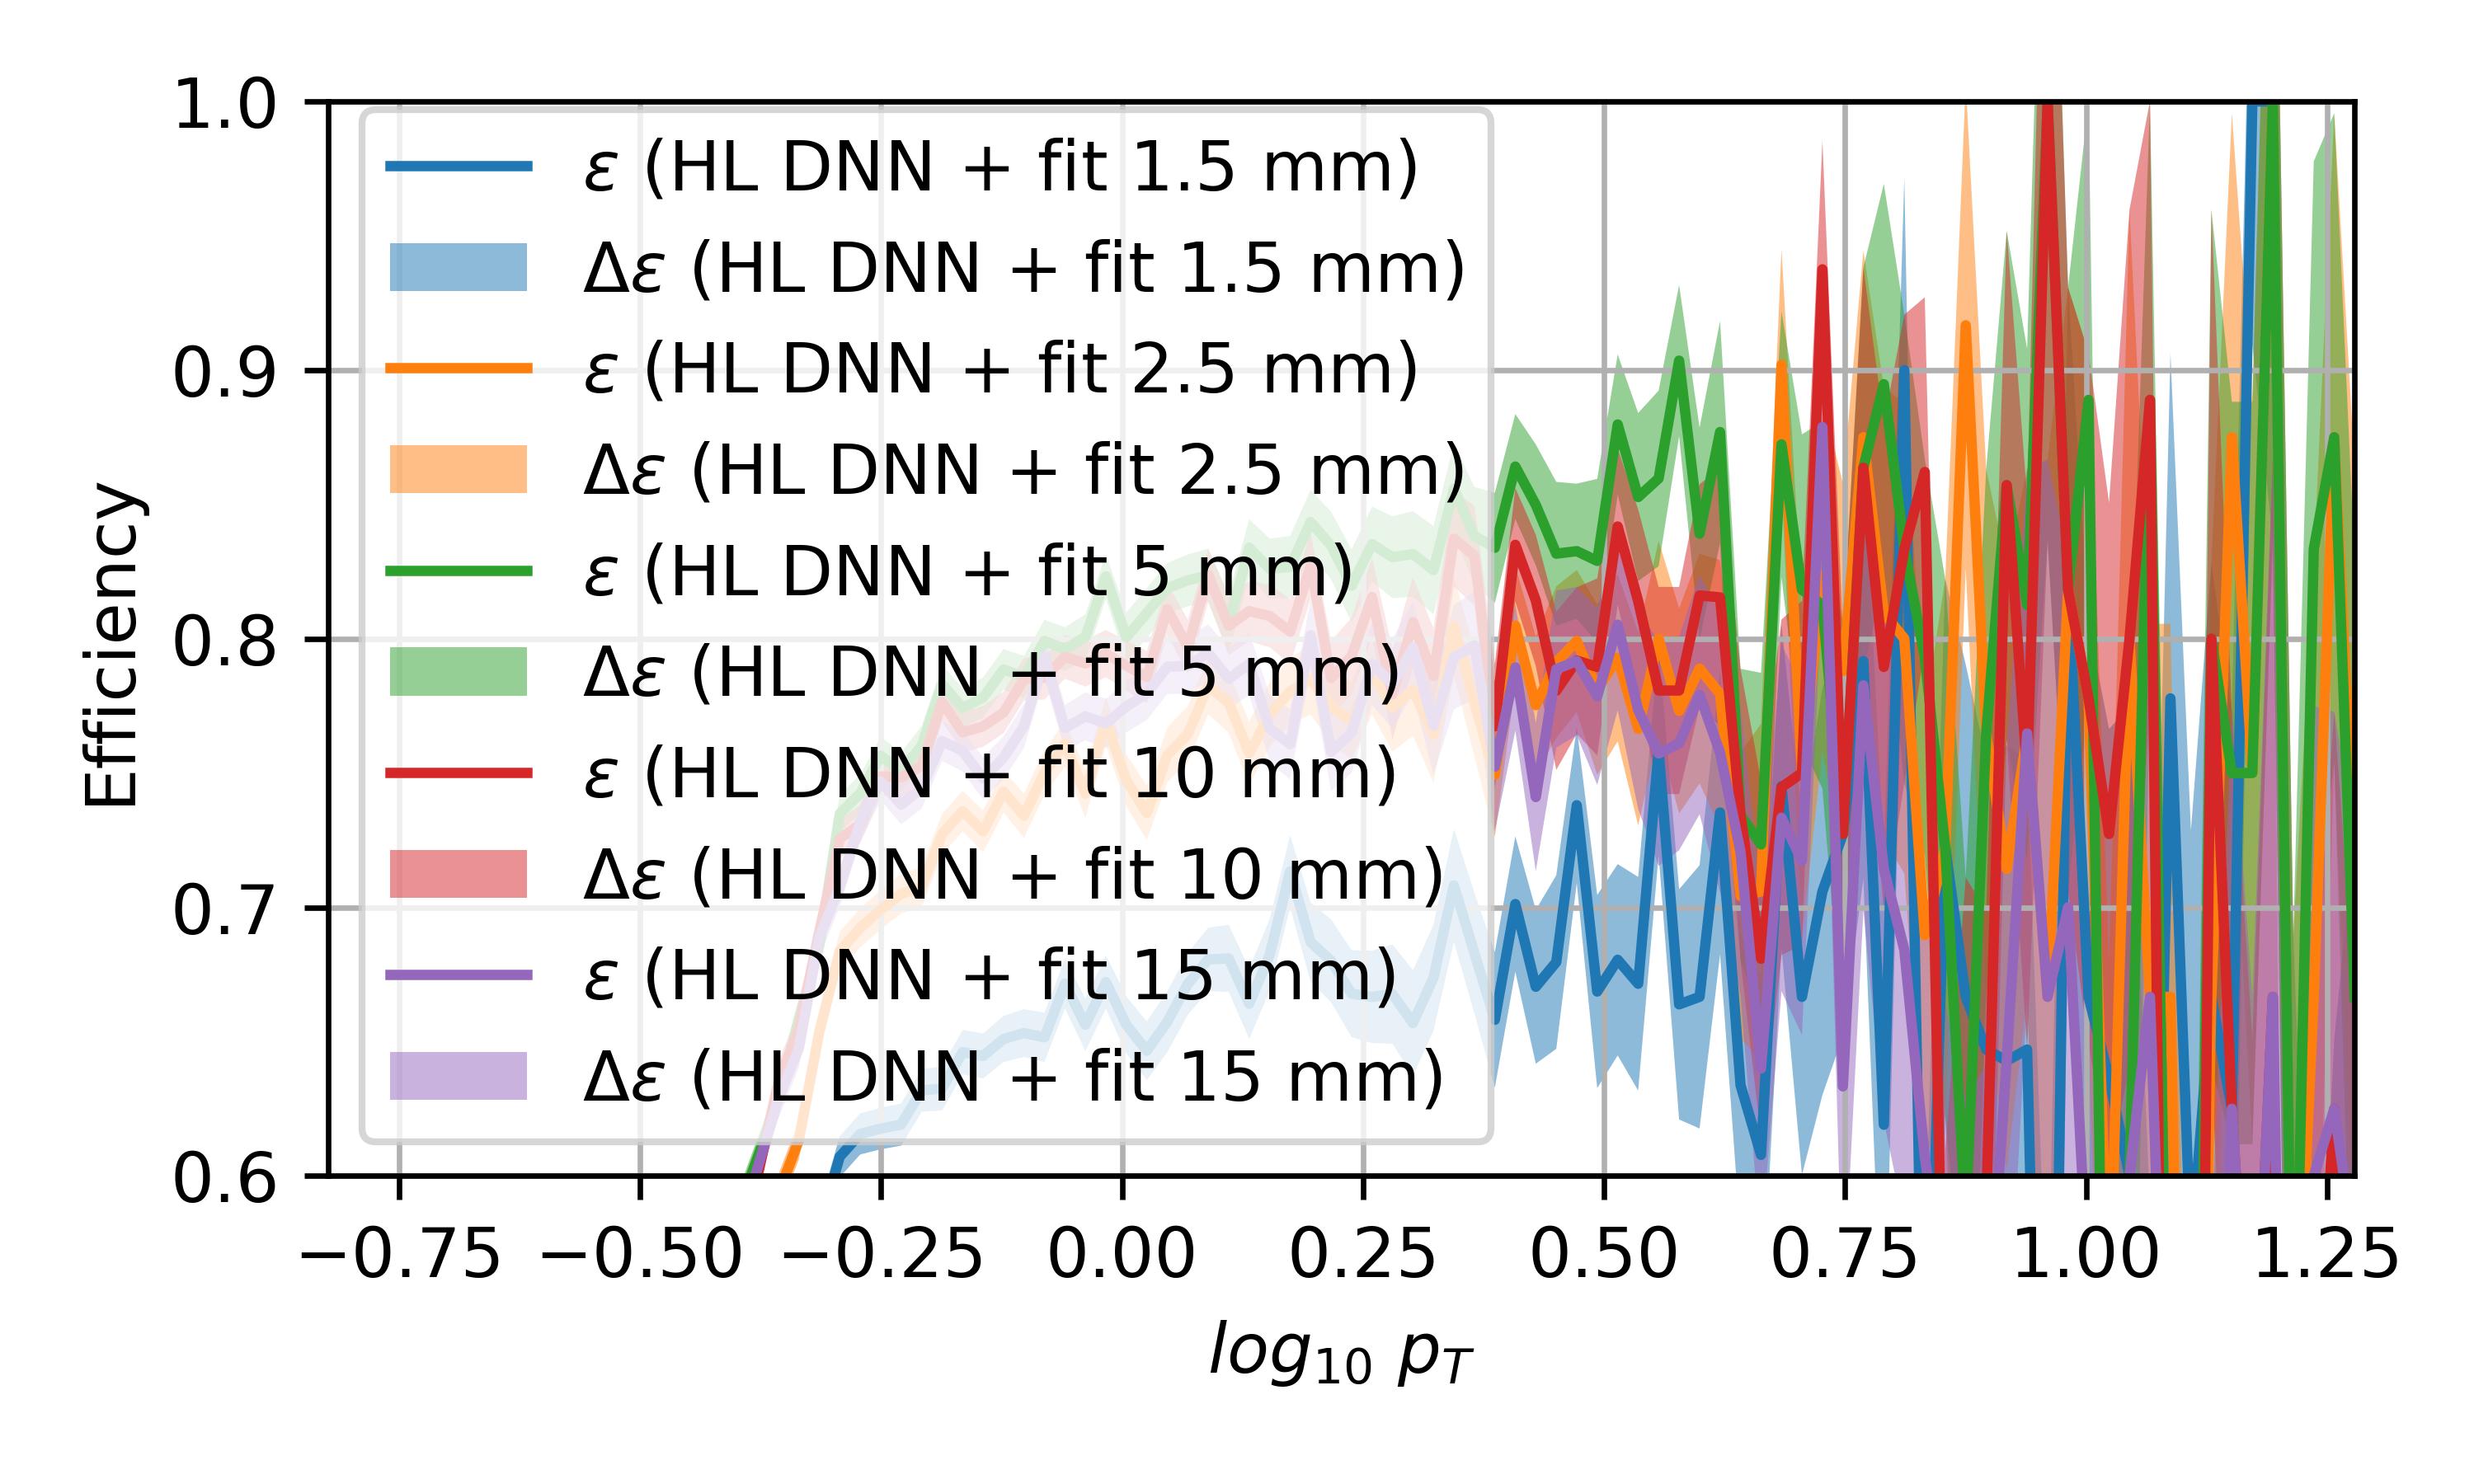 1.0
0.9
0.8
0.7
0.6
Efficiency
ε (HL DNN + fit 1.5 mm)
Δε (HL DNN + fit 1.5 mm)
ε (HL DNN + fit 2.5 mm)
Δε (HL DNN + fit 2.5 mm)
ε (HL DNN + fit 5 mm)
Δε (HL DNN + fit 5 mm)
ε (HL DNN + fit 10 mm)
Δε (HL DNN + fit 10 mm)
ε (HL DNN + fit 15 mm)
Δε (HL DNN + fit 15 mm)
−0.75 −0.50 −0.25 0.00 0.25 0.50 0.75 1.00 1.25
log₁₀ p_T